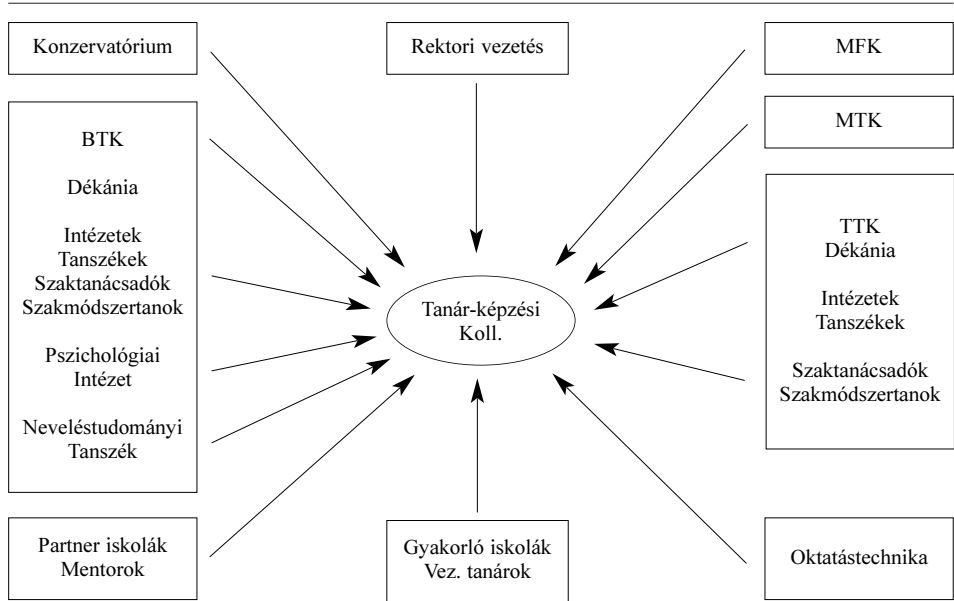 Konzervatórium
Rektori vezetés
MFK
MTK
BTK
Dékánia
Intézetek
Tanszékek
Szaktanácsadók
Szakmódszertanok
Pszichológiai
Intézet
Neveléstudományi
Tanszék
Tanár-képzési
Koll.
TTK
Dékánia
Intézetek
Tanszékek
Szaktanácsadók
Szakmódszertanok
Partner iskolák
Mentorok
Gyakorló iskolák
Vez. tanárok
Oktatástechnika